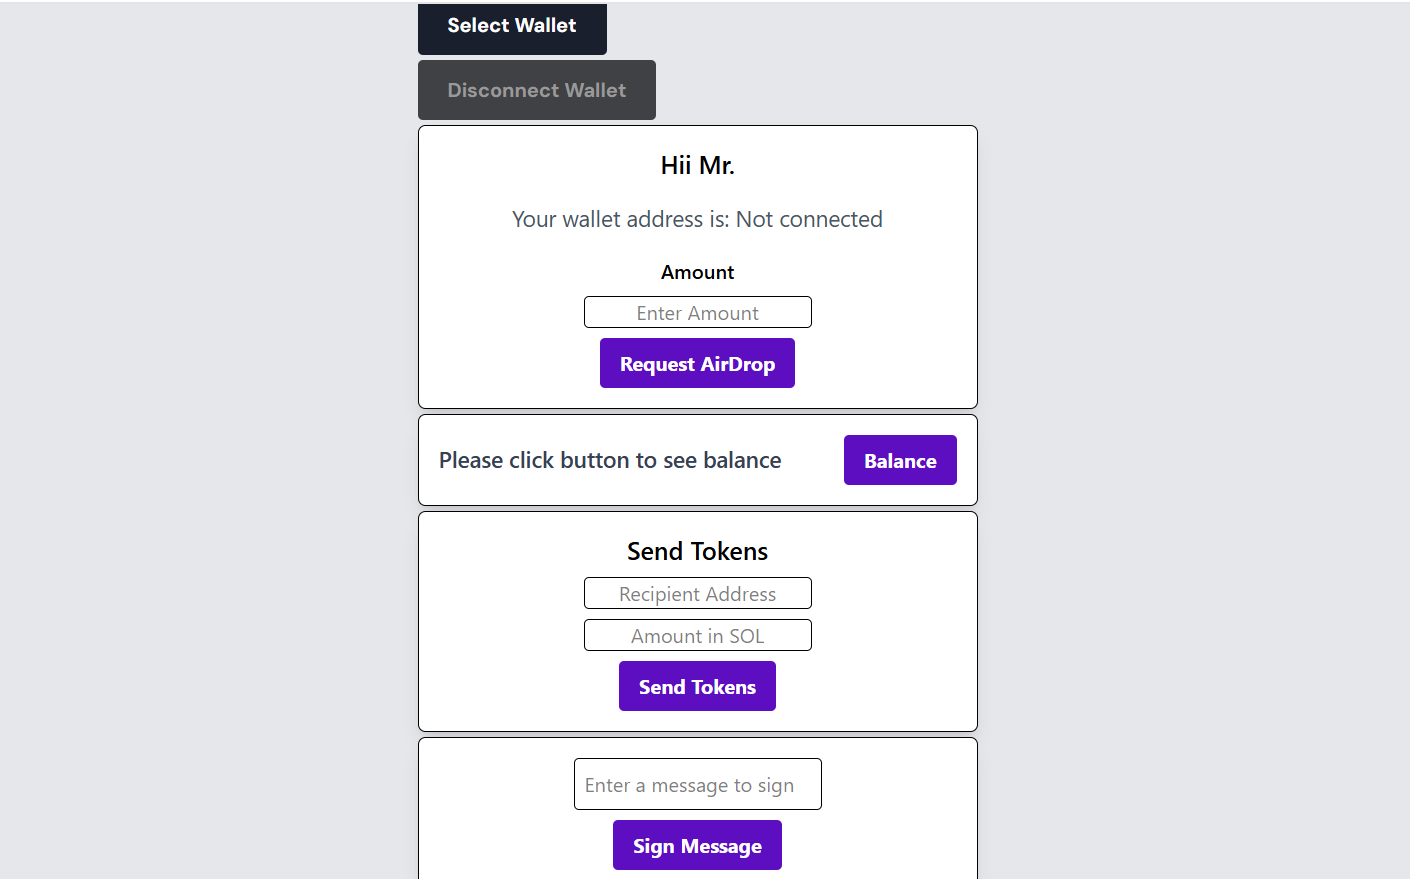 Select Wallet
Disconnect Wallet
Hii Mr.
Your wallet address is: Not connected
Amount
Enter Amount
Request AirDrop
Please click button to see balance
Balance
Send Tokens
Recipient Address
Amount in SOL
Send Tokens
Enter a message to sign
Sign Message